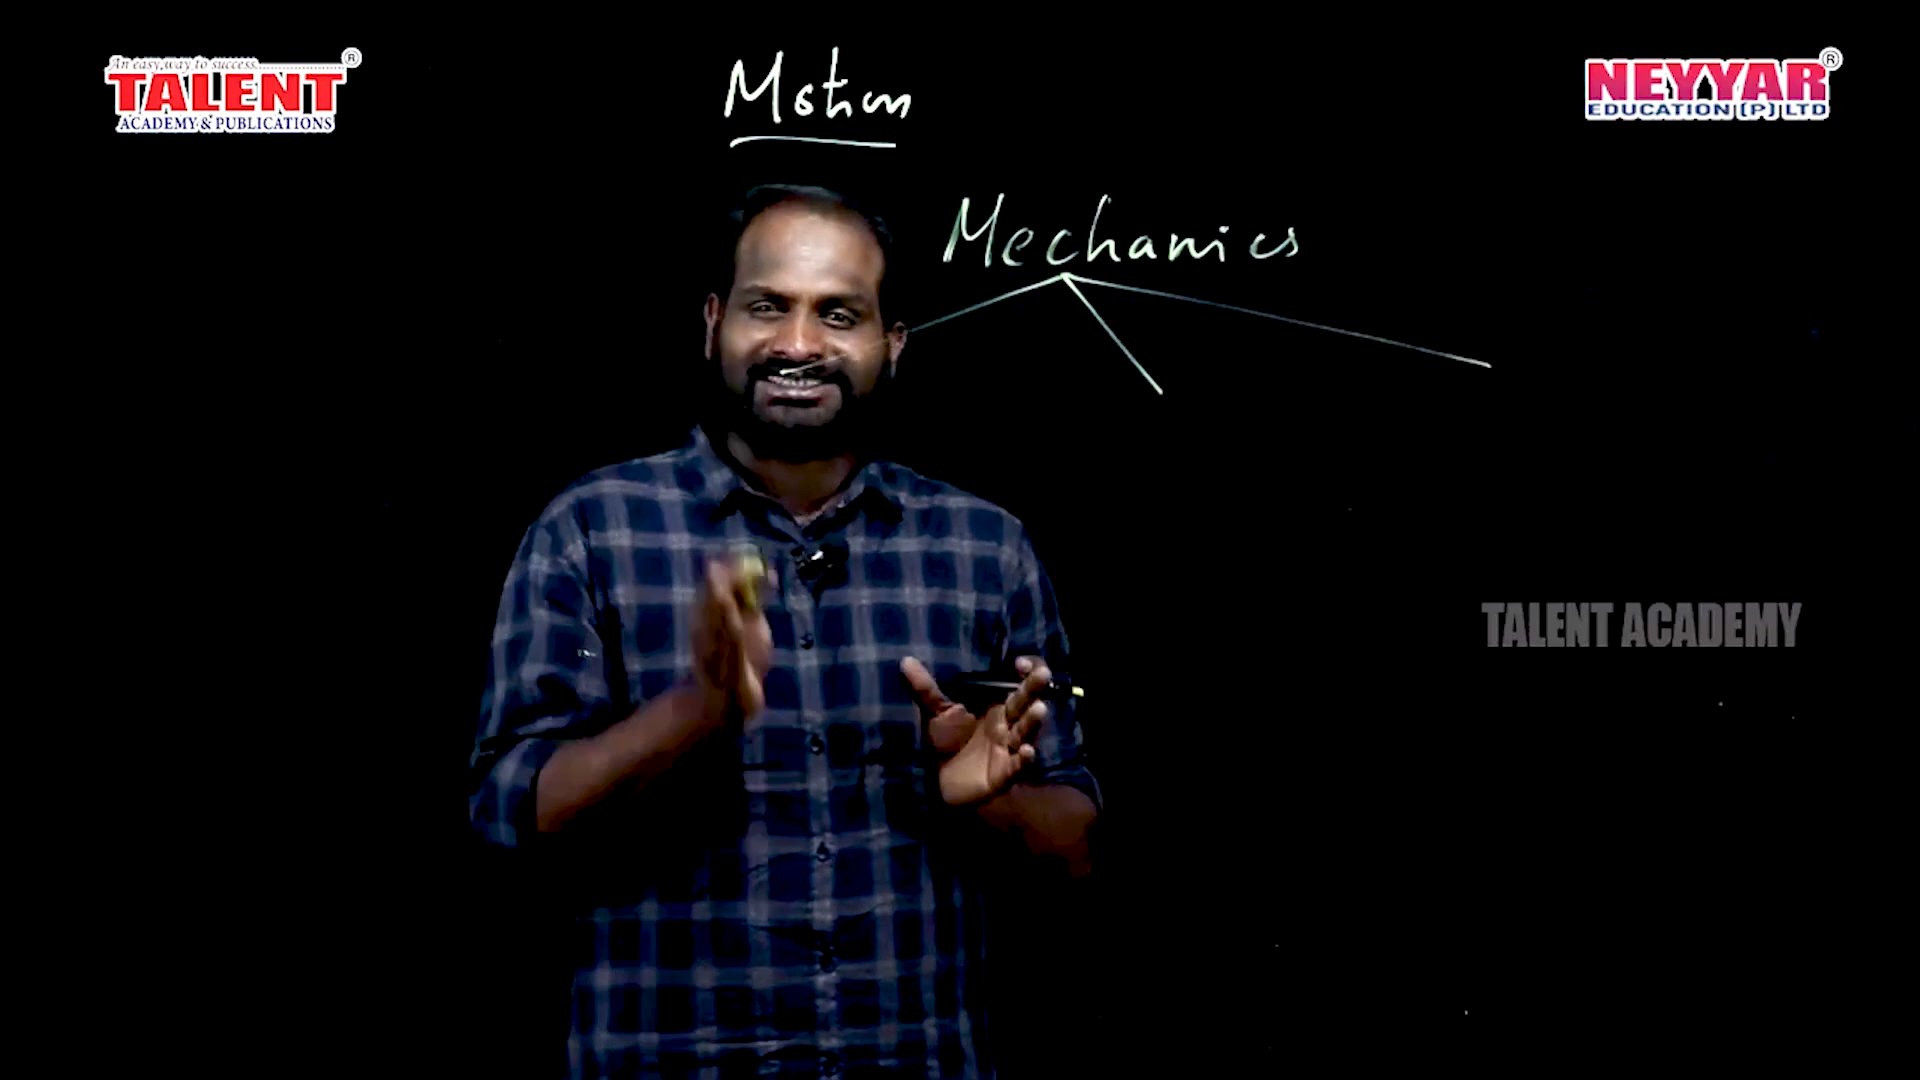 An easy way to success....................
TALENT
ACADEMY & PUBLICATIONS
Motion
NEYYAR
EDUCATION (P) LTD
Mechanics
TALENT ACADEMY